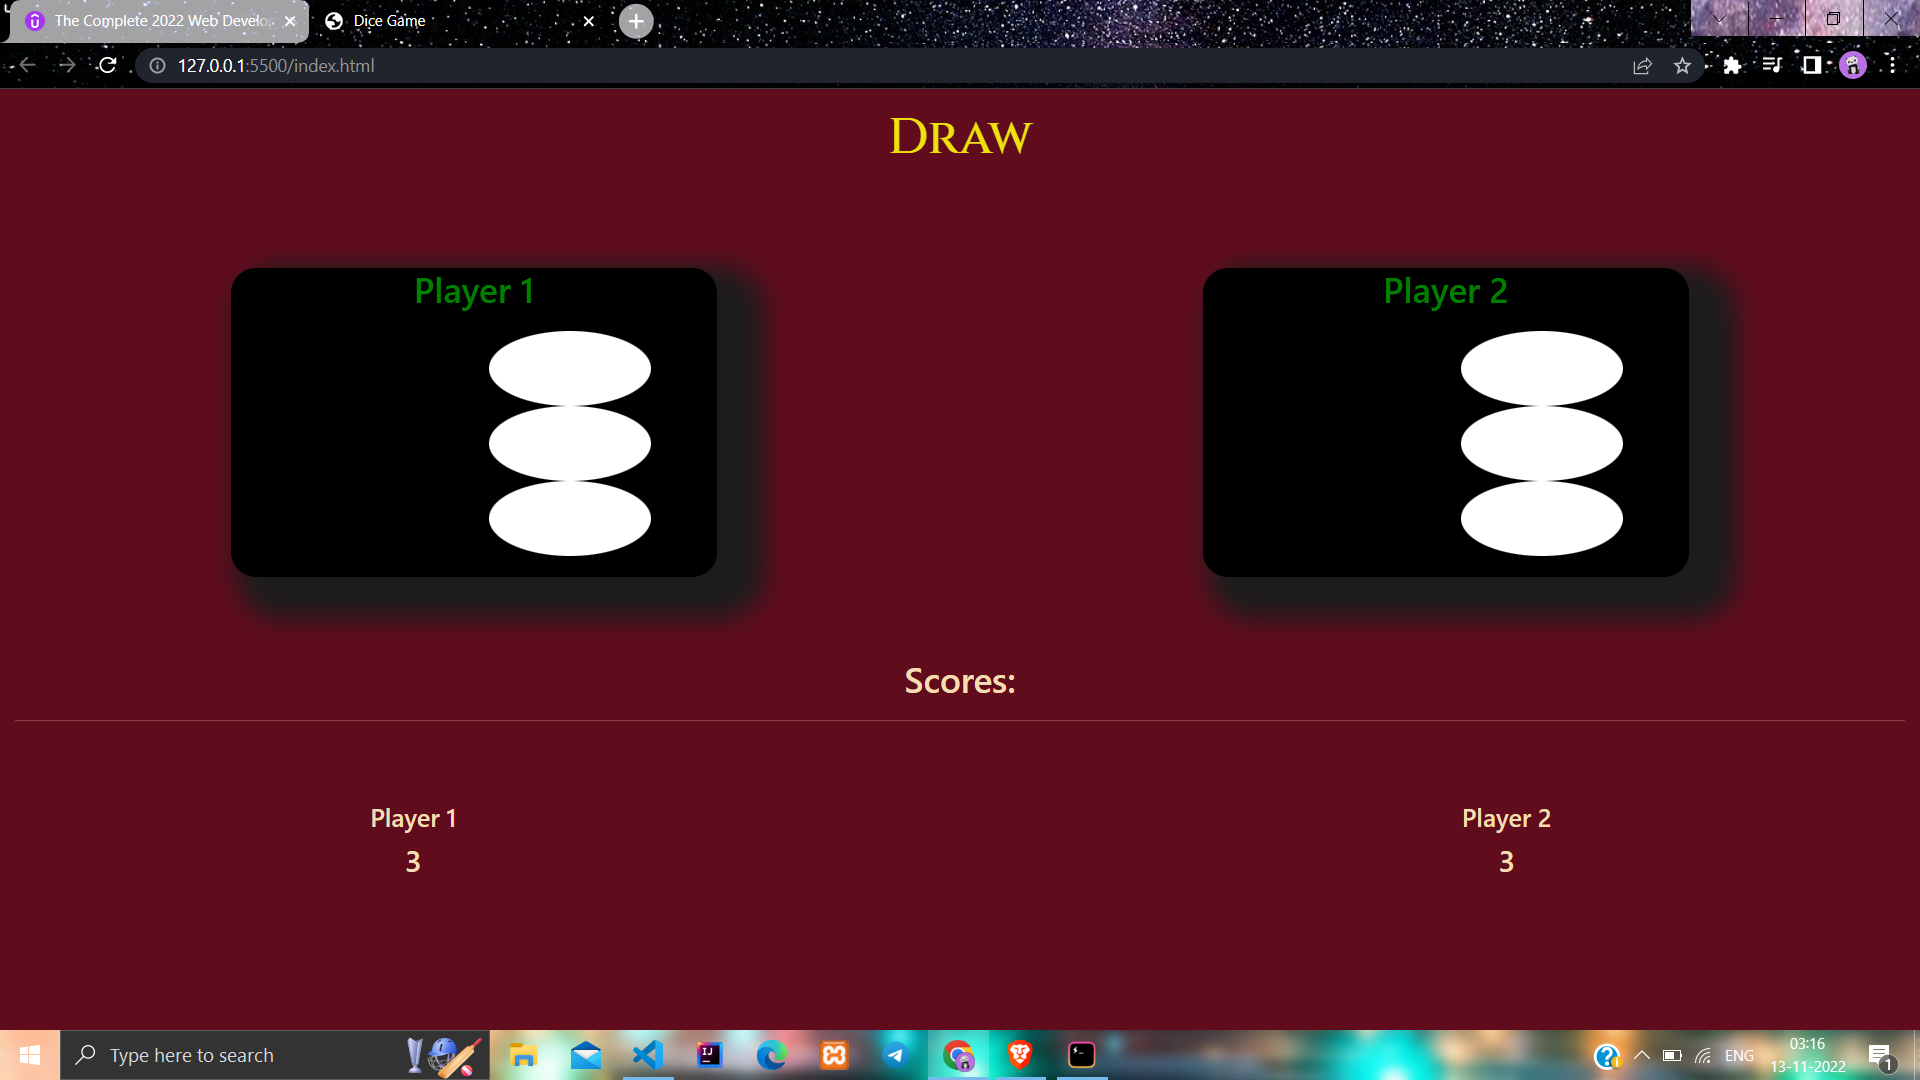 The Complete 2022 Web Develo
Dice Game
127.0.0.1:5500/index.html
Draw
Player 1
Player 2
Scores:
Player 1
Player 2
3
3
Type here to search
IJ
ENG
03:16
13-11-2022
1